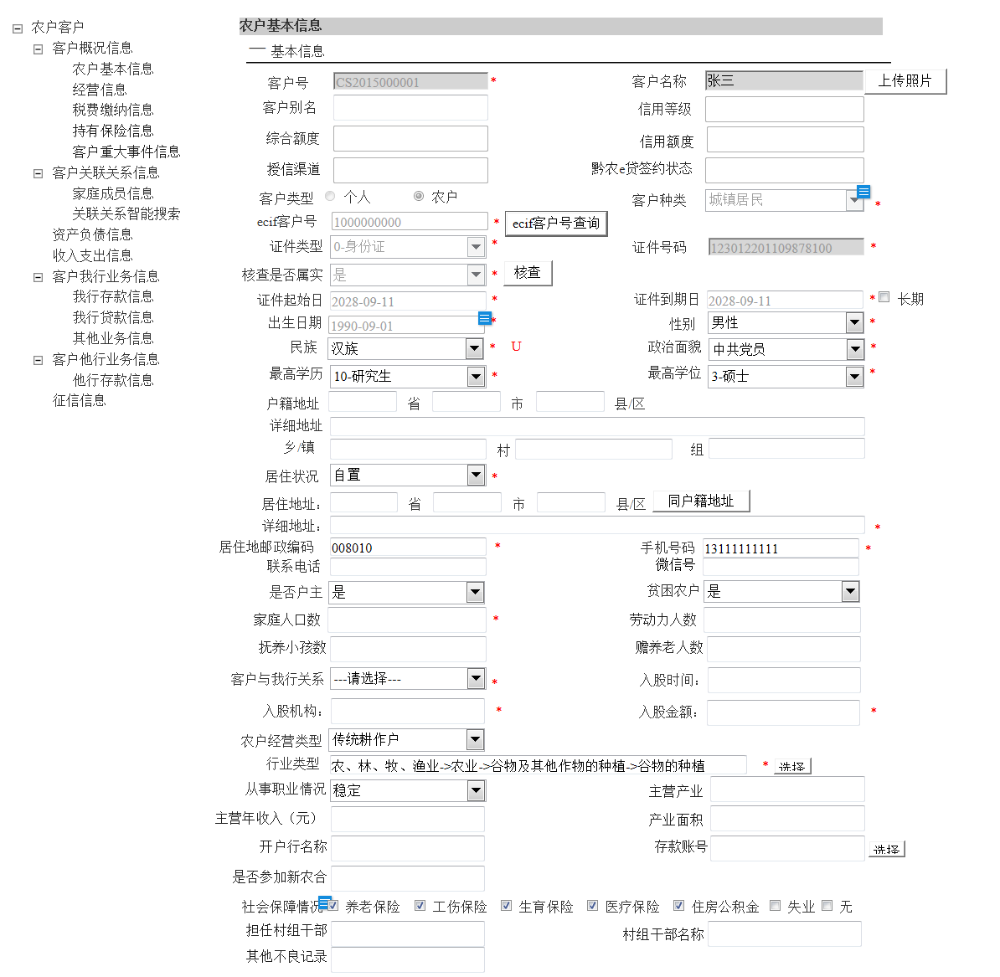 农户客户
客户概况信息
农户基本信息
经营信息
税费缴纳信息
持有保险信息
客户重大事件信息
客户关联关系信息
家庭成员信息
关联关系智能搜索
资产负债信息
收入支出信息
客户我行业务信息
我行存款信息
我行贷款信息
其他业务信息
客户他行业务信息
他行存款信息
征信信息
农户基本信息
一 基本信息
客户号 CS2015000001 * 客户名称 张三 上传照片
客户别名 信用等级
综合额度 信用额度
授信渠道 黔农e贷签约状态
客户类型 个人 农户 客户种类 城镇居民 *
ecif客户号 1000000000 * ecif客户号查询
证件类型 0-身份证 * 证件号码 123012201109878100 *
核查是否属实 是 * 核查
证件起始日 2028-09-11 * 证件到期日 2028-09-11 * 长期
出生日期 1990-09-01 * 性别 男性 *
民族 汉族 * U 政治面貌 中共党员 *
最高学历 10-研究生 * 最高学位 3-硕士 *
户籍地址 省 市 县/区
详细地址
乡/镇 村 组
居住状况 自置 *
居住地址： 省 市 县/区 同户籍地址
详细地址： *
居住地邮政编码 008010 * 手机号码 13111111111 *
联系电话 微信号
是否户主 是 贫困农户 是
家庭人口数 * 劳动力人数
抚养小孩数 赡养老人数
客户与我行关系 ---请选择--- * 入股时间：
入股机构： * 入股金额： *
农户经营类型 传统耕作户
行业类型 农、林、牧、渔业->农业->谷物及其他作物的种植->谷物的种植 * 选择
从事职业情况 稳定 主营产业
主营年收入（元） 产业面积
开户行名称 存款账号 选择
是否参加新农合
社会保障情况 养老保险 工伤保险 生育保险 医疗保险 住房公积金 失业 无
担任村组干部 村组干部名称
其他不良记录